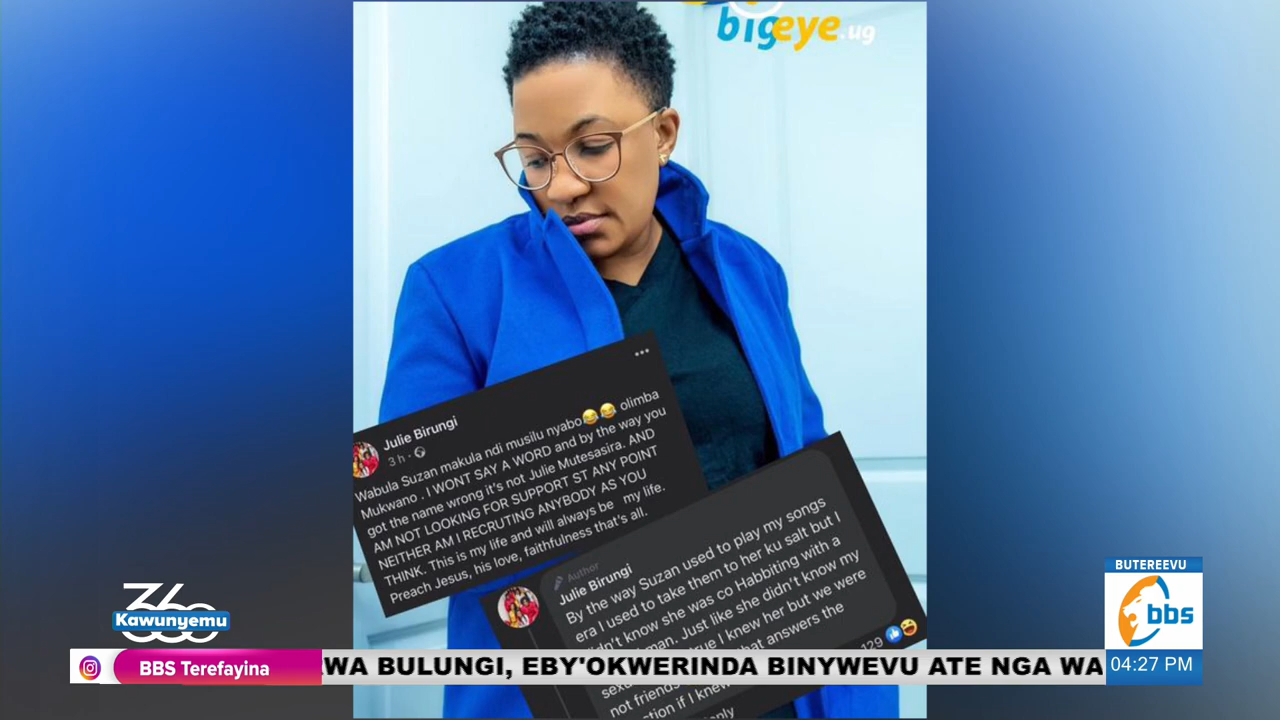 bigeye.ug
Julie Birungi
3 h
Wabula Suzan makula ndi musilu nyabo😂😂 olimba
Mukwano . I WONT SAY A WORD and by the way you
got the name wrong it's not Julie Mutesasira. AND
AM NOT LOOKING FOR SUPPORT ST ANY POINT
NEITHER AM I RECRUTING ANYBODY AS YOU
THINK. This is my life and will always be my life.
Preach Jesus, his love, faithfulness that's all.
Author
Julie Birungi
By the way Suzan used to play my songs
era I used to take them to her ku salt but I
know she was co Habbiting with a
man. Just like she didn't know my
I knew her but we were
not friends that answers the
if I knew
129
360
Kawunyemu
BUTEREEVU
bbs
04:27 PM
BBS Terefayina
WA BULUNGI, EBY'OKWERINDA BINYWEVU ATE NGA WA